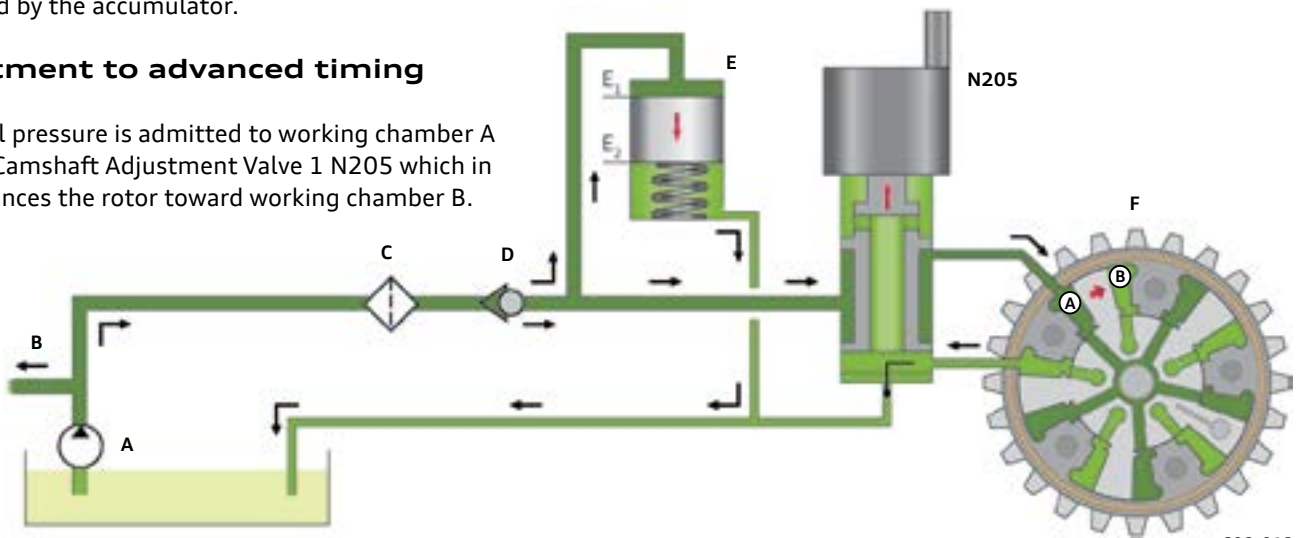 d by the accumulator.
tment to advanced timing
l pressure is admitted to working chamber A
Camshaft Adjustment Valve 1 N205 which in
nces the rotor toward working chamber B.
E
E1
E2
N205
F
C
D
B
A
B
A